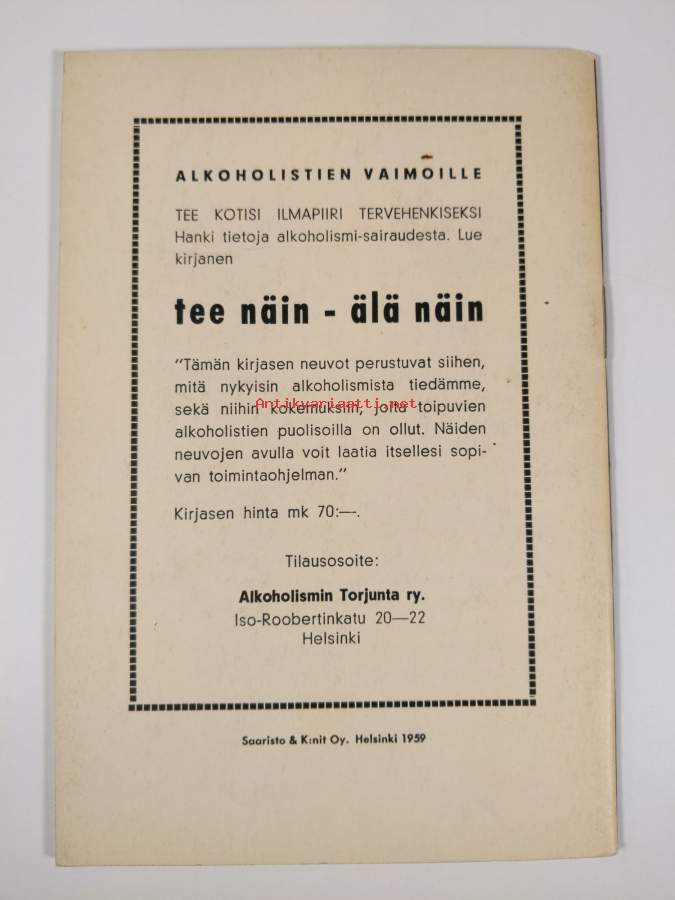 ALKOHOLISTIEN VAIMOILLE
TEE KOTISI ILMAPIIRI TERVEHENKISEKSI
Hanki tietoja alkoholismi-sairaudesta. Lue
kirjanen
tee näin - älä näin
"Tämän kirjasen neuvot perustuvat siihen,
mitä nykyisin alkoholismista tiedämme,
sekä niihin kokemuksiin, joita toipuvien
Antikvariaatti.net
alkoholistien puolisoilla on ollut. Näiden
neuvojen avulla voit laatia itsellesi sopi-
van toimintaohjelman."
Kirjasen hinta mk 70:—.
Tilausosoite:
Alkoholismin Torjunta ry.
Iso-Roobertinkatu 20—22
Helsinki
Saaristo & K:nit Oy. Helsinki 1959